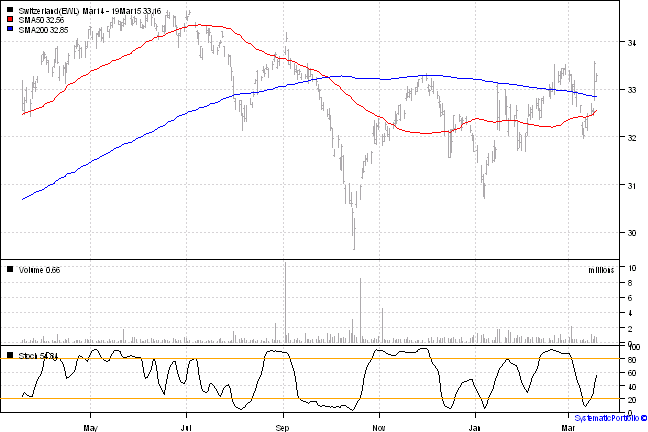 Switzerland (EWL) Mar14 - 19Mar15 33.16
SMA50 32.56
SMA200 32.85
34
33
32
31
30
Volume 0.66
millions
10
8
6
4
2
0
Stoch
100
80
60
40
20
0
May
Jul
Sep
Nov
Jan
Mar
SystematicPortfolio ©